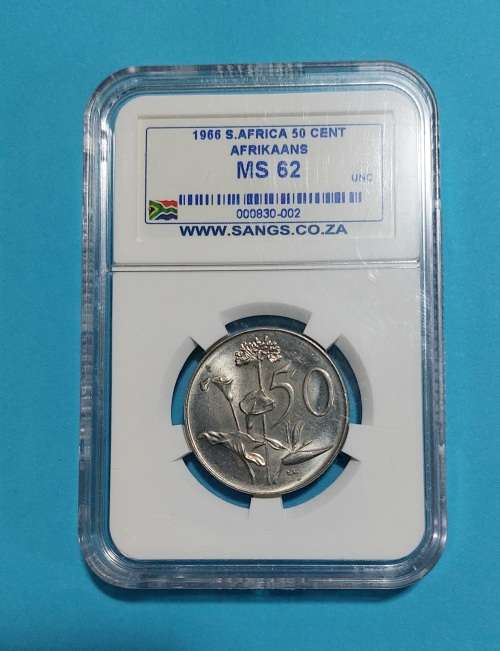 1966 S.AFRICA 50 CENT
AFRIKAANS
MS 62
UNC
000830-002
WWW.SANGS.CO.ZA
50